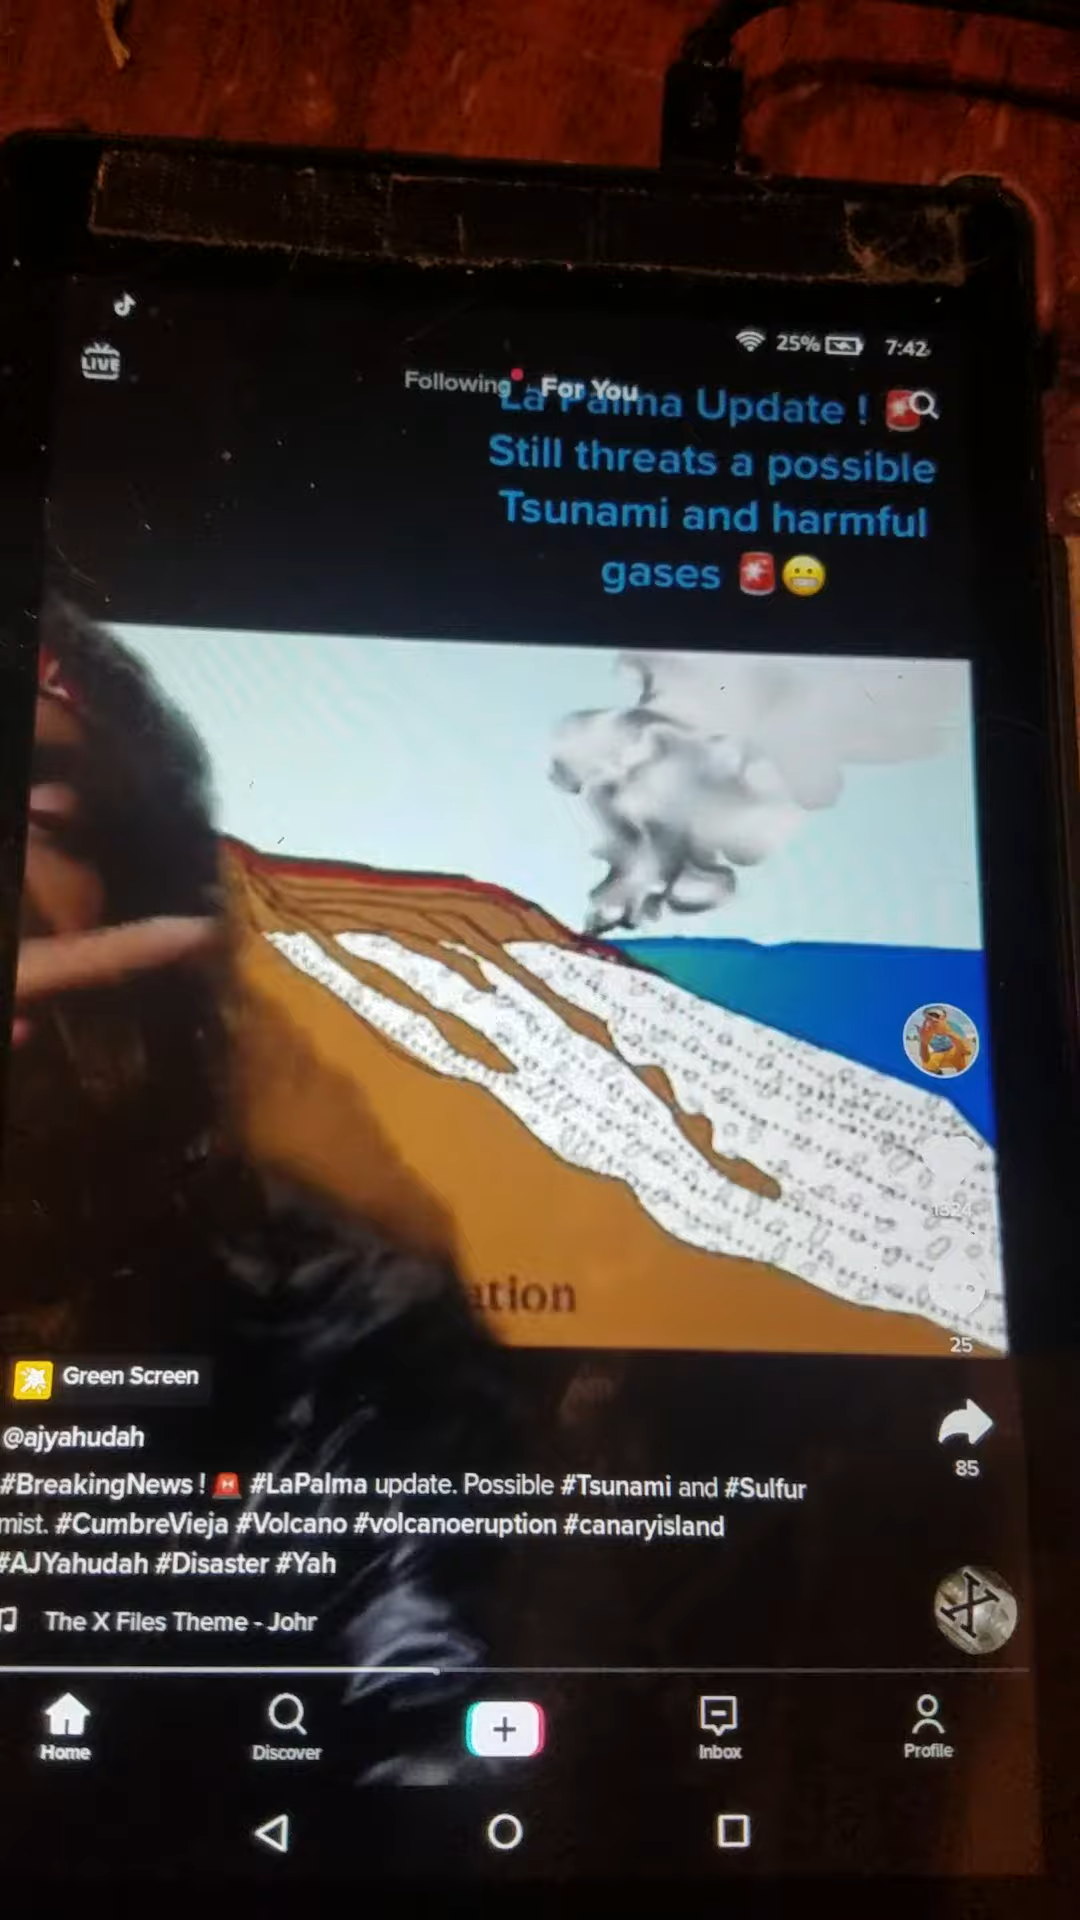 25%
7:42
LIVE
Following
For You
La Palma Update !
Still threats a possible
Tsunami and harmful
gases
1324
ation
25
Green Screen
@ajyahudah
85
#BreakingNews ! #LaPalma update. Possible #Tsunami and #Sulfur
mist. #CumbreVieja #Volcano #volcanoeruption #canaryisland
#AJYahudah #Disaster #Yah
The X Files Theme - Johr
X
Home
Discover
Inbox
Profile